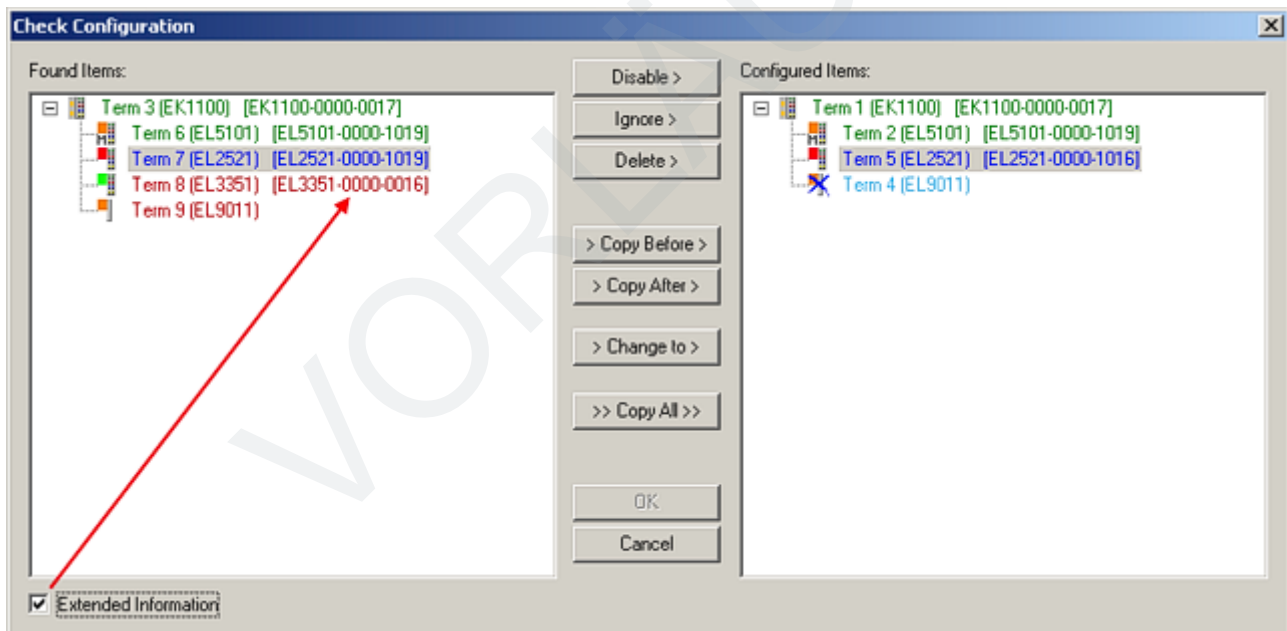 Check Configuration
Found Items:
Term 3 (EK1100) [EK1100-0000-0017]
Term 6 (EL5101) [EL5101-0000-1019]
Term 7 (EL2521) [EL2521-0000-1019]
Term 8 (EL3351) [EL3351-0000-0016]
Term 9 (EL9011)
Extended Information
Disable >
Ignore >
Delete >
> Copy Before >
> Copy After >
> Change to >
>> Copy All >>
OK
Cancel
Configured Items:
Term 1 (EK1100) [EK1100-0000-0017]
Term 2 (EL5101) [EL5101-0000-1019]
Term 5 (EL2521) [EL2521-0000-1016]
Term 4 (EL9011)